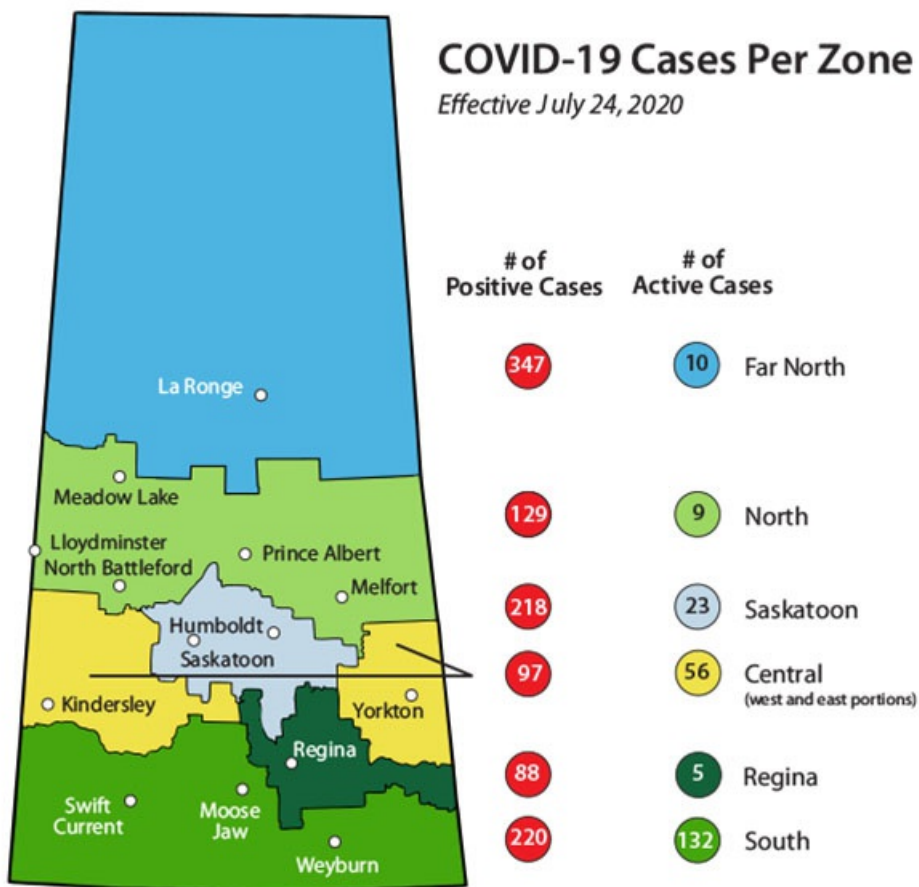 COVID-19 Cases Per Zone
Effective July 24, 2020
# of
Positive Cases
# of
Active Cases
347
10
Far North
129
9
North
218
23
Saskatoon
97
56
Central
(west and east portions)
88
5
Regina
220
132
South
La Ronge
Meadow Lake
Lloydminster
North Battleford
Prince Albert
Melfort
Humboldt
Saskatoon
Kindersley
Yorkton
Regina
Swift
Current
Moose
Jaw
Weyburn